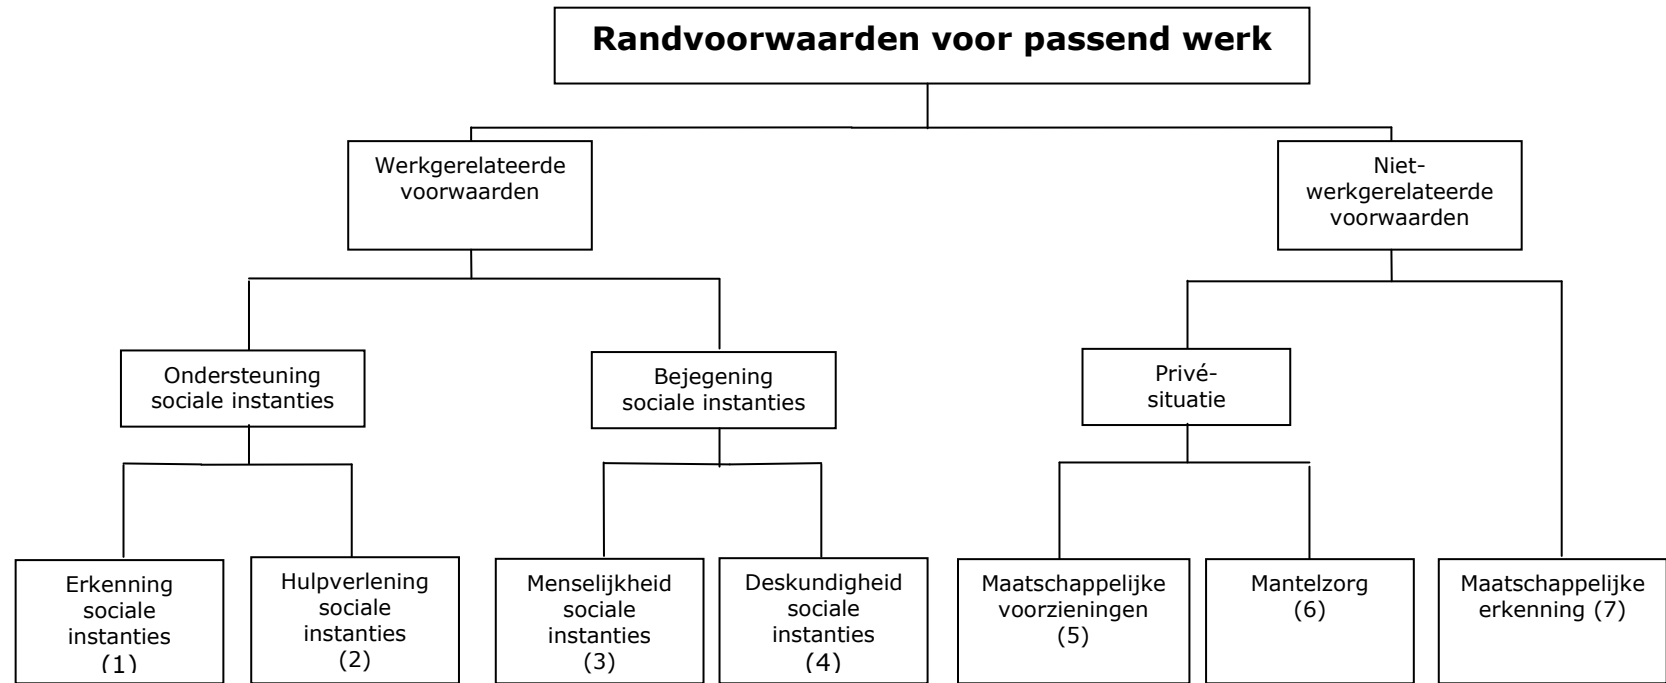 Randvoorwaarden voor passend werk
Werkgerelateerde
voorwaarden
Niet-
werkgerelateerde
voorwaarden
Ondersteuning
sociale instanties
Bejegening
sociale instanties
Privé-
situatie
Erkenning
sociale
instanties
(1)
Hulpverlening
sociale
instanties
(2)
Menselijkheid
sociale
instanties
(3)
Deskundigheid
sociale
instanties
(4)
Maatschappelijke
voorzieningen
(5)
Mantelzorg
(6)
Maatschappelijke
erkenning (7)